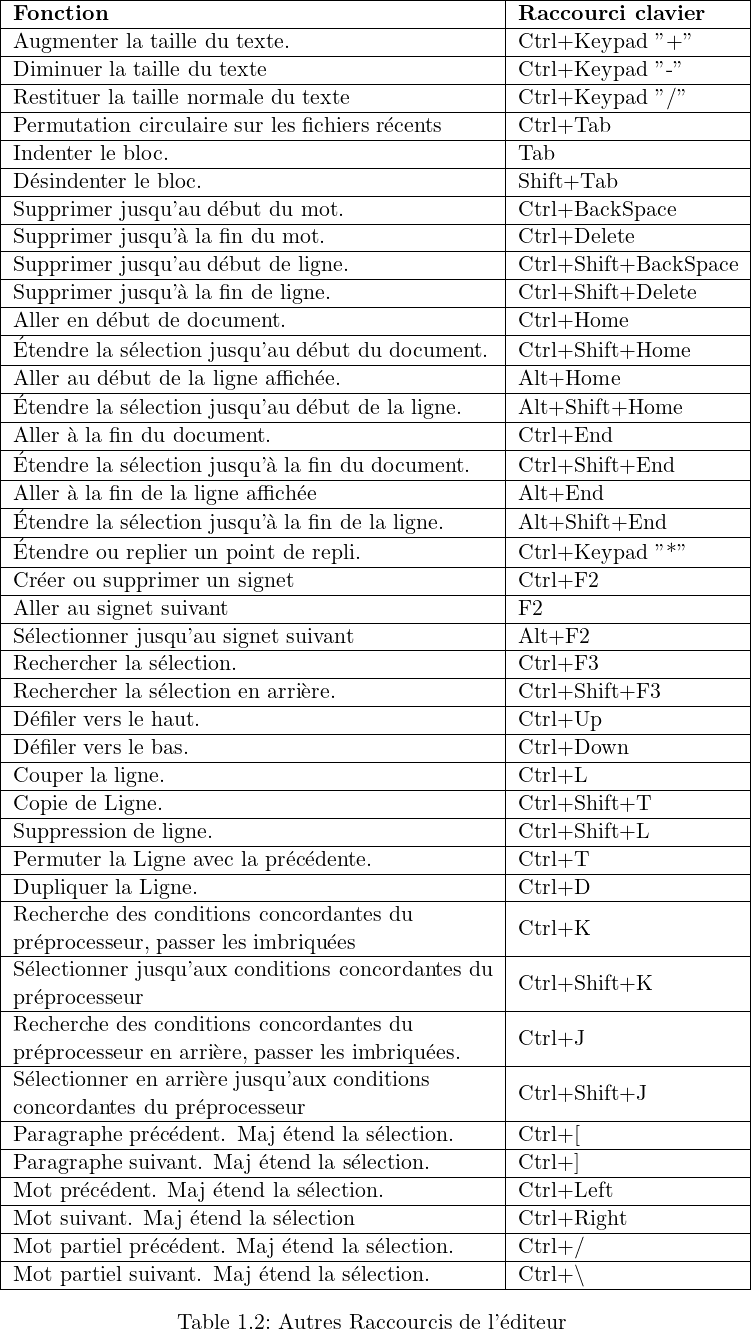 Fonction Raccourci clavier
Augmenter la taille du texte. Ctrl+Keypad "+"
Diminuer la taille du texte Ctrl+Keypad "-"
Restituer la taille normale du texte Ctrl+Keypad "/"
Permutation circulaire sur les fichiers récents Ctrl+Tab
Indenter le bloc. Tab
Désindenter le bloc. Shift+Tab
Supprimer jusqu'au début du mot. Ctrl+BackSpace
Supprimer jusqu'à la fin du mot. Ctrl+Delete
Supprimer jusqu'au début de ligne. Ctrl+Shift+BackSpace
Supprimer jusqu'à la fin de ligne. Ctrl+Shift+Delete
Aller en début de document. Ctrl+Home
Étendre la sélection jusqu'au début du document. Ctrl+Shift+Home
Aller au début de la ligne affichée. Alt+Home
Étendre la sélection jusqu'au début de la ligne. Alt+Shift+Home
Aller à la fin du document. Ctrl+End
Étendre la sélection jusqu'à la fin du document. Ctrl+Shift+End
Aller à la fin de la ligne affichée Alt+End
Étendre la sélection jusqu'à la fin de la ligne. Alt+Shift+End
Étendre ou replier un point de repli. Ctrl+Keypad "*"
Créer ou supprimer un signet Ctrl+F2
Aller au signet suivant F2
Sélectionner jusqu'au signet suivant Alt+F2
Rechercher la sélection. Ctrl+F3
Rechercher la sélection en arrière. Ctrl+Shift+F3
Défiler vers le haut. Ctrl+Up
Défiler vers le bas. Ctrl+Down
Couper la ligne. Ctrl+L
Copie de Ligne. Ctrl+Shift+T
Suppression de ligne. Ctrl+Shift+L
Permuter la Ligne avec la précédente. Ctrl+T
Dupliquer la Ligne. Ctrl+D
Recherche des conditions concordantes du
préprocesseur, passer les imbriquées Ctrl+K
Sélectionner jusqu'aux conditions concordantes du
préprocesseur Ctrl+Shift+K
Recherche des conditions concordantes du
préprocesseur en arrière, passer les imbriquées. Ctrl+J
Sélectionner en arrière jusqu'aux conditions
concordantes du préprocesseur Ctrl+Shift+J
Paragraphe précédent. Maj étend la sélection. Ctrl+[
Paragraphe suivant. Maj étend la sélection. Ctrl+]
Mot précédent. Maj étend la sélection. Ctrl+Left
Mot suivant. Maj étend la sélection Ctrl+Right
Mot partiel précédent. Maj étend la sélection. Ctrl+/
Mot partiel suivant. Maj étend la sélection. Ctrl+\
Table 1.2: Autres Raccourcis de l'éditeur